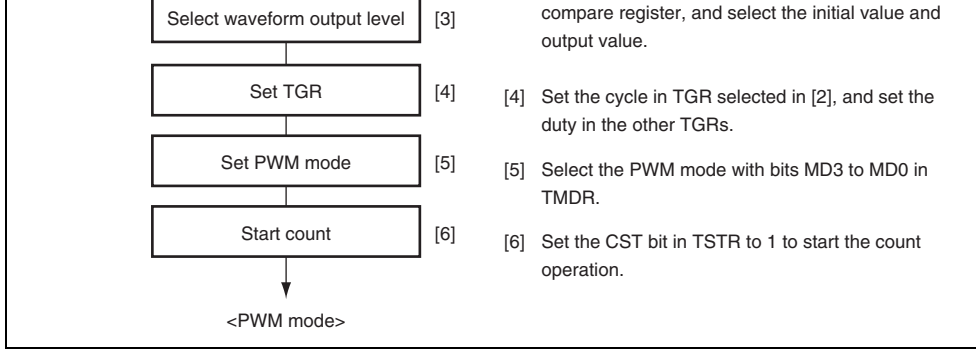 Select waveform output level [3]
compare register, and select the initial value and
output value.
Set TGR [4]
[4] Set the cycle in TGR selected in [2], and set the
duty in the other TGRs.
Set PWM mode [5]
[5] Select the PWM mode with bits MD3 to MD0 in
TMDR.
Start count [6]
[6] Set the CST bit in TSTR to 1 to start the count
operation.
<PWM mode>